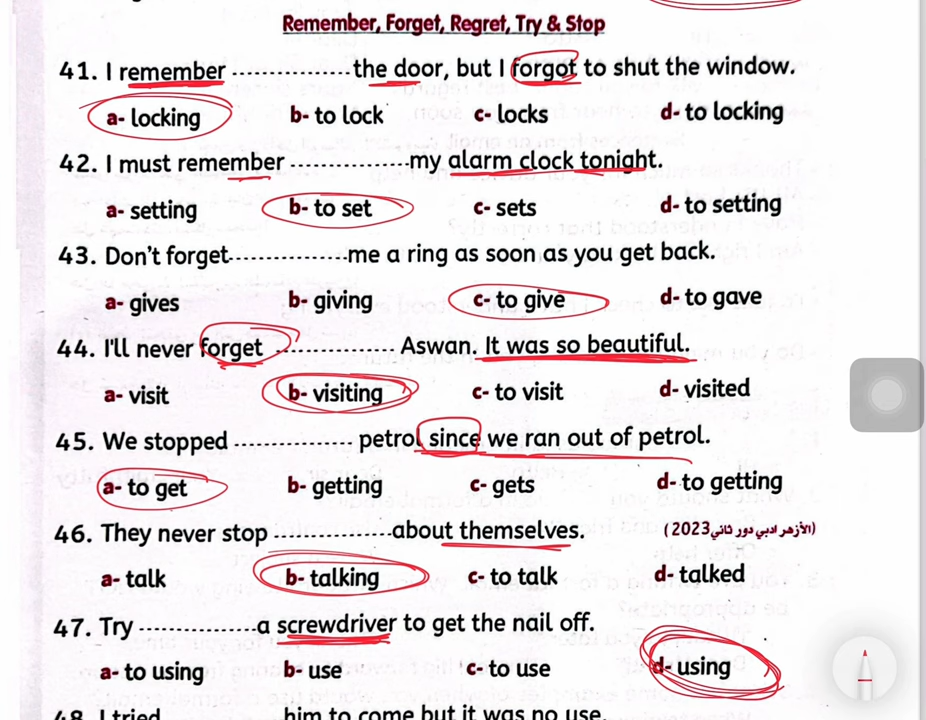 Remember, Forget, Regret, Try & Stop
41. I remember ............... the door, but I forgot to shut the window.
a- locking b- to lock c- locks d- to locking
42. I must remember ............... my alarm clock tonight.
a- setting b- to set c- sets d- to setting
43. Don't forget............... me a ring as soon as you get back.
a- gives b- giving c- to give d- to gave
44. I'll never forget ............... Aswan. It was so beautiful.
a- visit b- visiting c- to visit d- visited
45. We stopped ............... petrol since we ran out of petrol.
a- to get b- getting c- gets d- to getting
46. They never stop ............... about themselves. (الأزهر ادبي دور ثاني 2023)
a- talk b- talking c- to talk d- talked
47. Try ............... a screwdriver to get the nail off.
a- to using b- use c- to use d- using
48. I tried ............... him to come but it was no use.